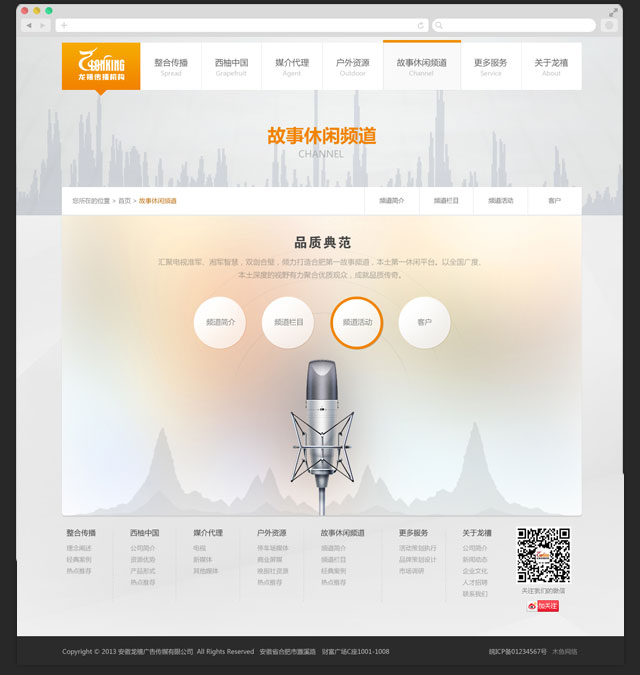 LONKING
龙禧传播机构
整合传播 西柚中国 媒介代理 户外资源 故事休闲频道 更多服务 关于龙禧
Spread Grapefruit Agent Outdoor Channel Service About
故事休闲频道
CHANNEL
您所在的位置 > 首页 > 故事休闲频道 频道简介 频道栏目 频道活动 客户
品质典范
汇聚电视淮军、湘军智慧，双剑合璧，倾力打造合肥第一故事频道，本土第一休闲平台。以全国广度、
本土深度的视野有力聚合优质观众，成就品质传奇。
频道简介 频道栏目 频道活动 客户
整合传播 西柚中国 媒介代理 户外资源 故事休闲频道 更多服务 关于龙禧
理念阐述 公司简介 电视 停车场媒体 频道简介 活动策划执行 公司简介
经典案例 资源优势 新媒体 商业屏媒 频道栏目 品牌策划设计 新闻动态
热点推荐 产品形式 其他媒体 收银社资源 经典案例 市场调研 企业文化
热点推荐 热点推荐 热点推荐 人才招聘
联系我们
关注我们的微信
加关注
Copyright © 2013 安徽龙禧广告传媒有限公司 All Rights Reserved 安徽省合肥市濉溪路 财富广场C座1001-1008 皖ICP备01234567号 木鱼网络